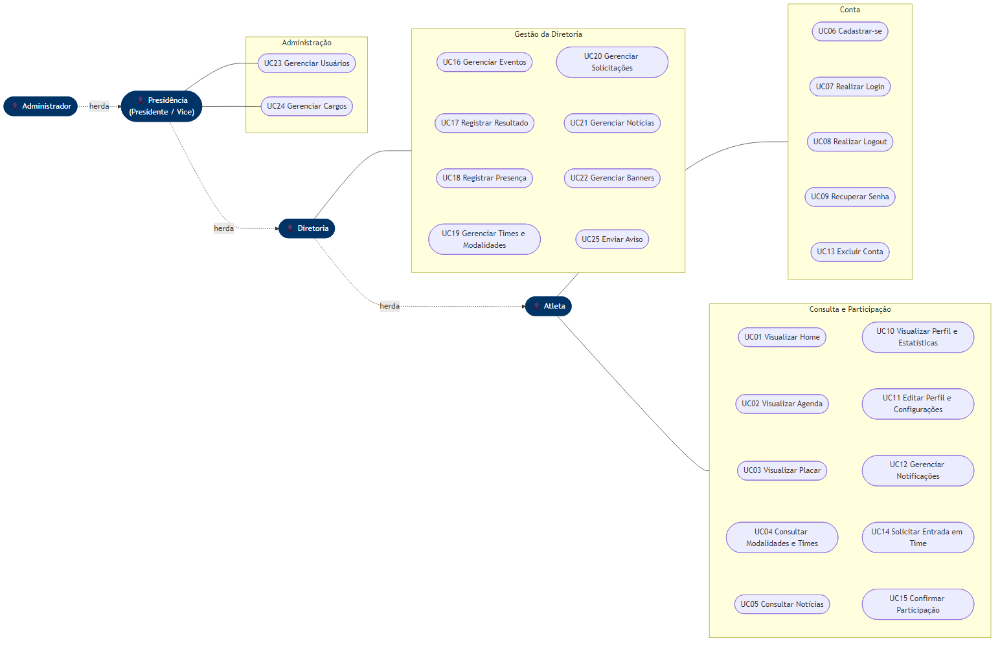 Administrador
herda
Presidência
(Presidente / Vice)
Administração
UC23 Gerenciar Usuários
UC24 Gerenciar Cargos
herda
Diretoria
herda
Gestão da Diretoria
UC16 Gerenciar Eventos
UC20 Gerenciar
Solicitações
UC17 Registrar Resultado
UC21 Gerenciar Notícias
UC18 Registrar Presença
UC22 Gerenciar Banners
UC19 Gerenciar Times e
Modalidades
UC25 Enviar Aviso
Atleta
Conta
UC06 Cadastrar-se
UC07 Realizar Login
UC08 Realizar Logout
UC09 Recuperar Senha
UC13 Excluir Conta
Consulta e Participação
UC01 Visualizar Home
UC10 Visualizar Perfil e
Estatísticas
UC02 Visualizar Agenda
UC11 Editar Perfil e
Configurações
UC03 Visualizar Placar
UC12 Gerenciar
Notificações
UC04 Consultar
Modalidades e Times
UC14 Solicitar Entrada em
Time
UC05 Consultar Notícias
UC15 Confirmar
Participação